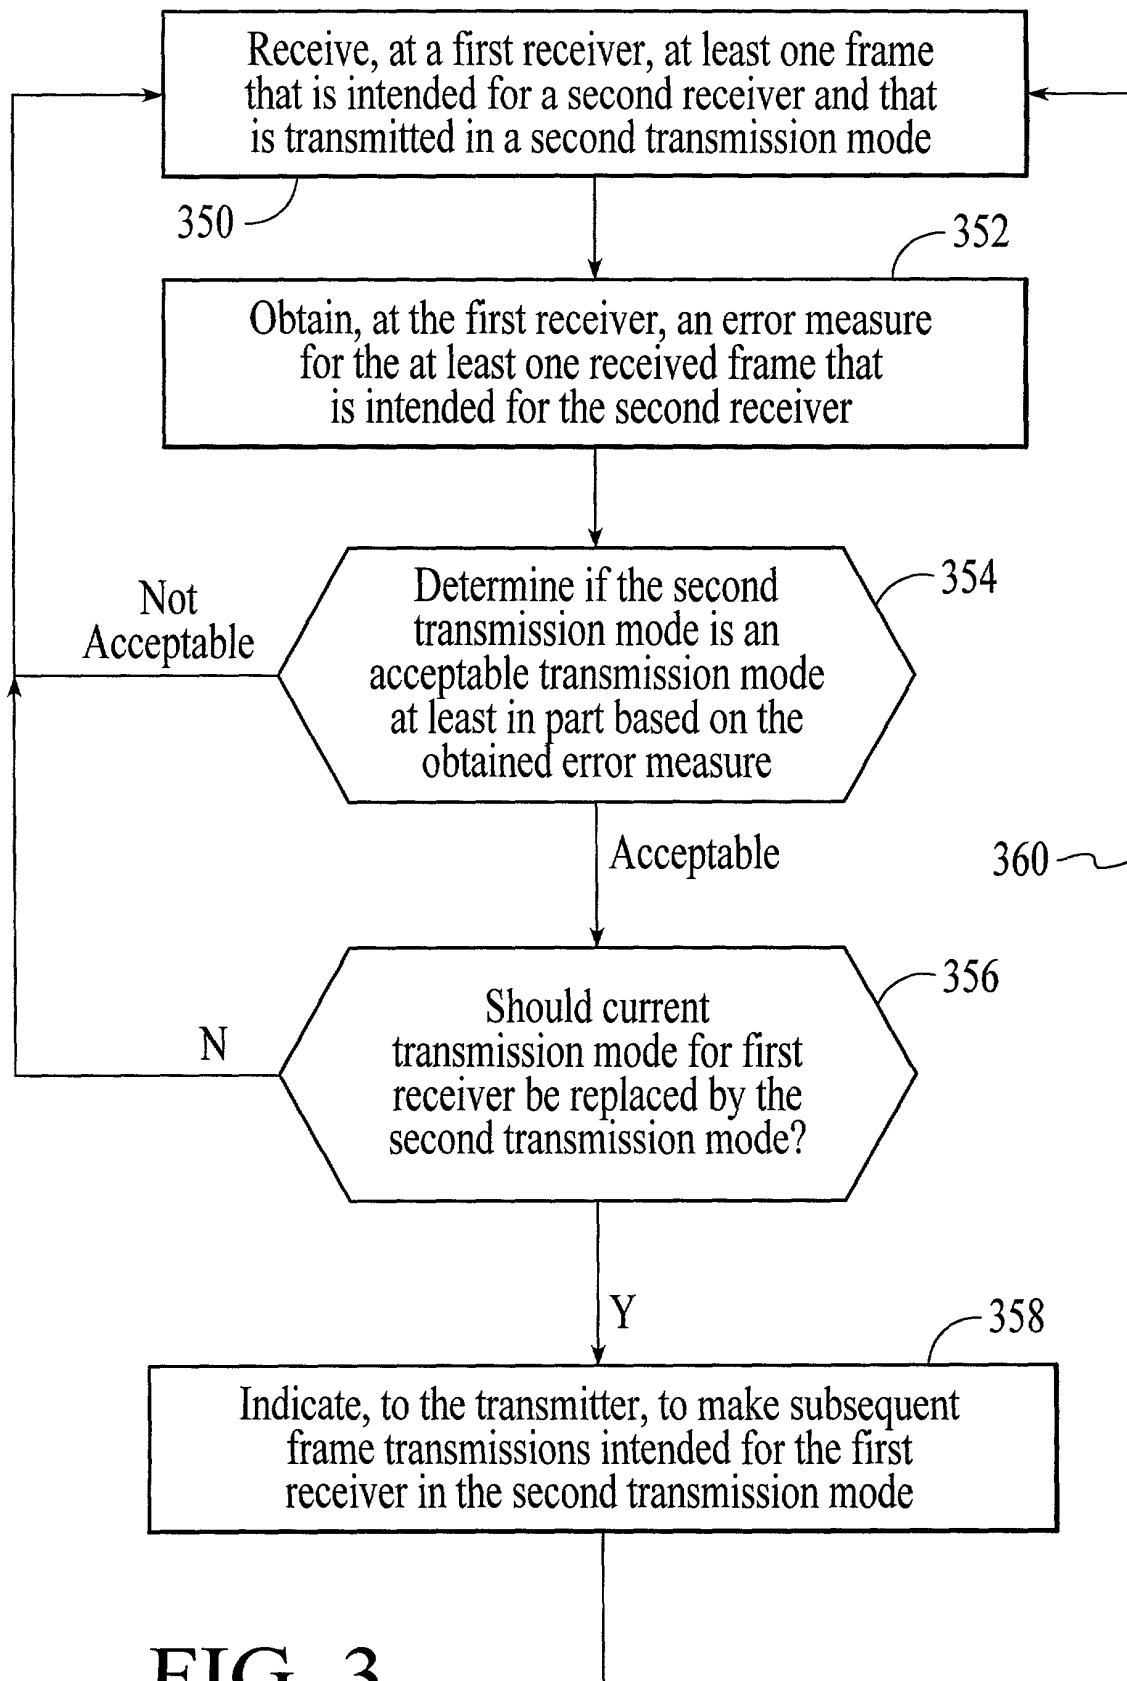 Receive, at a first receiver, at least one frame
that is intended for a second receiver and that
is transmitted in a second transmission mode
350
352
Obtain, at the first receiver, an error measure
for the at least one received frame that
is intended for the second receiver
354
Not
Acceptable
Determine if the second
transmission mode is an
acceptable transmission mode
at least in part based on the
obtained error measure
Acceptable
360
356
N
Should current
transmission mode for first
receiver be replaced by the
second transmission mode?
Y
358
Indicate, to the transmitter, to make subsequent
frame transmissions intended for the first
receiver in the second transmission mode
FIG. 3